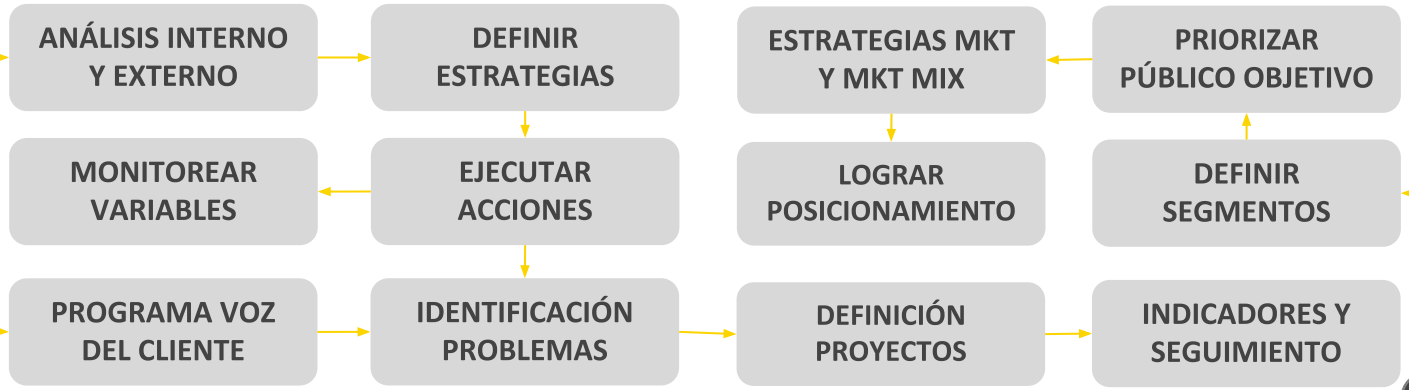 ANÁLISIS INTERNO
Y EXTERNO
DEFINIR
ESTRATEGIAS
ESTRATEGIAS MKT
Y MKT MIX
PRIORIZAR
PÚBLICO OBJETIVO
MONITOREAR
VARIABLES
EJECUTAR
ACCIONES
LOGRAR
POSICIONAMIENTO
DEFINIR
SEGMENTOS
PROGRAMA VOZ
DEL CLIENTE
IDENTIFICACIÓN
PROBLEMAS
DEFINICIÓN
PROYECTOS
INDICADORES Y
SEGUIMIENTO